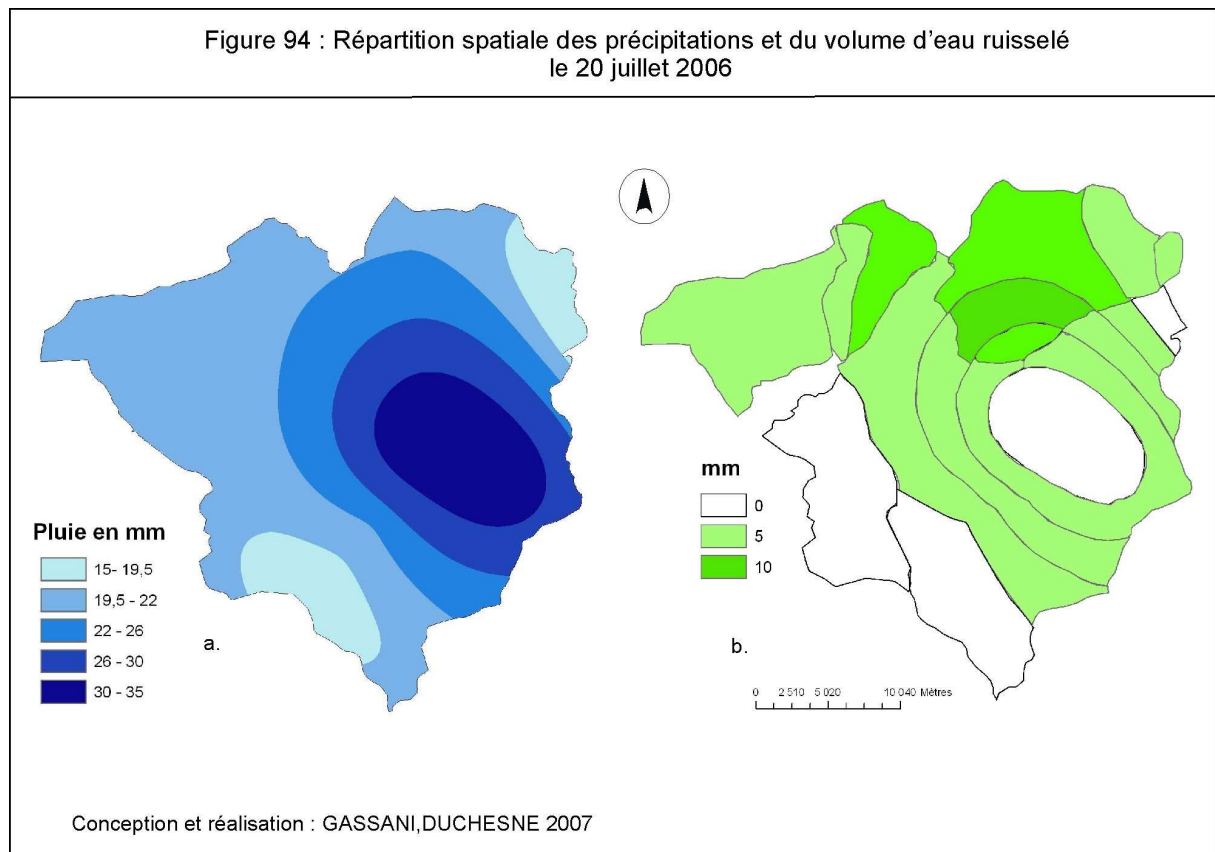 Figure 94 : Répartition spatiale des précipitations et du volume d'eau ruisselé
le 20 juillet 2006
Pluie en mm
15- 19,5
19,5 - 22
22 - 26
26 - 30
30 - 35
a.
mm
0
5
10
b.
0 2 510 5 020 10 040 Mètres
Conception et réalisation : GASSANI,DUCHESNE 2007